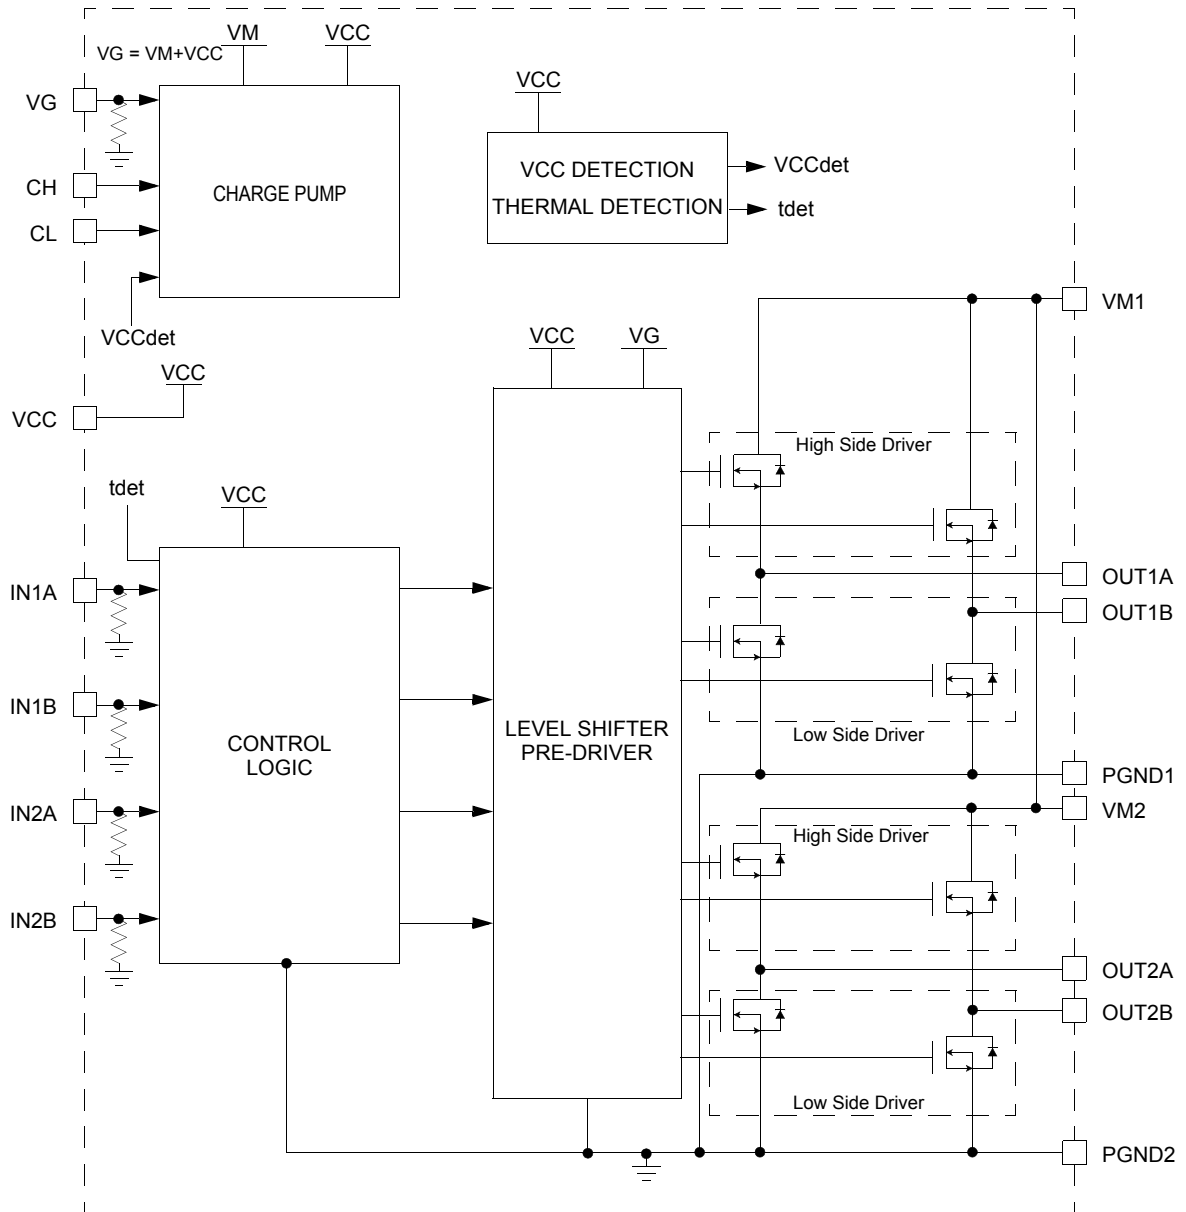 VG = VM+VCC
VM
VCC
VG
CH
CL
CHARGE PUMP
VCCdet
VCC
VCC DETECTION
THERMAL DETECTION
VCCdet
tdet
VM1
VCC
VCC
VCC
VG
High Side Driver
tdet
VCC
IN1A
IN1B
IN2A
IN2B
CONTROL
LOGIC
LEVEL SHIFTER
PRE-DRIVER
OUT1A
OUT1B
Low Side Driver
PGND1
VM2
High Side Driver
OUT2A
OUT2B
Low Side Driver
PGND2